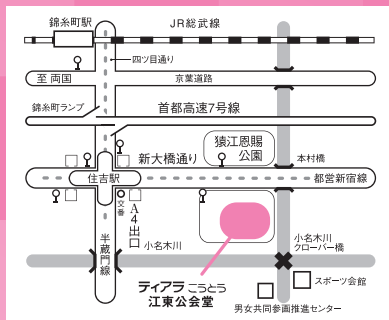 錦糸町駅
JR総武線
四ツ目通り
至 両国
京葉道路
錦糸町ランプ
首都高速7号線
猿江恩賜
公園
新大橋通り
本村橋
住吉駅
都営新宿線
交番
A4出口
半蔵門線
小名木川
小名木川
クローバー橋
ティアラこうとう
江東公会堂
スポーツ会館
男女共同参画推進センター